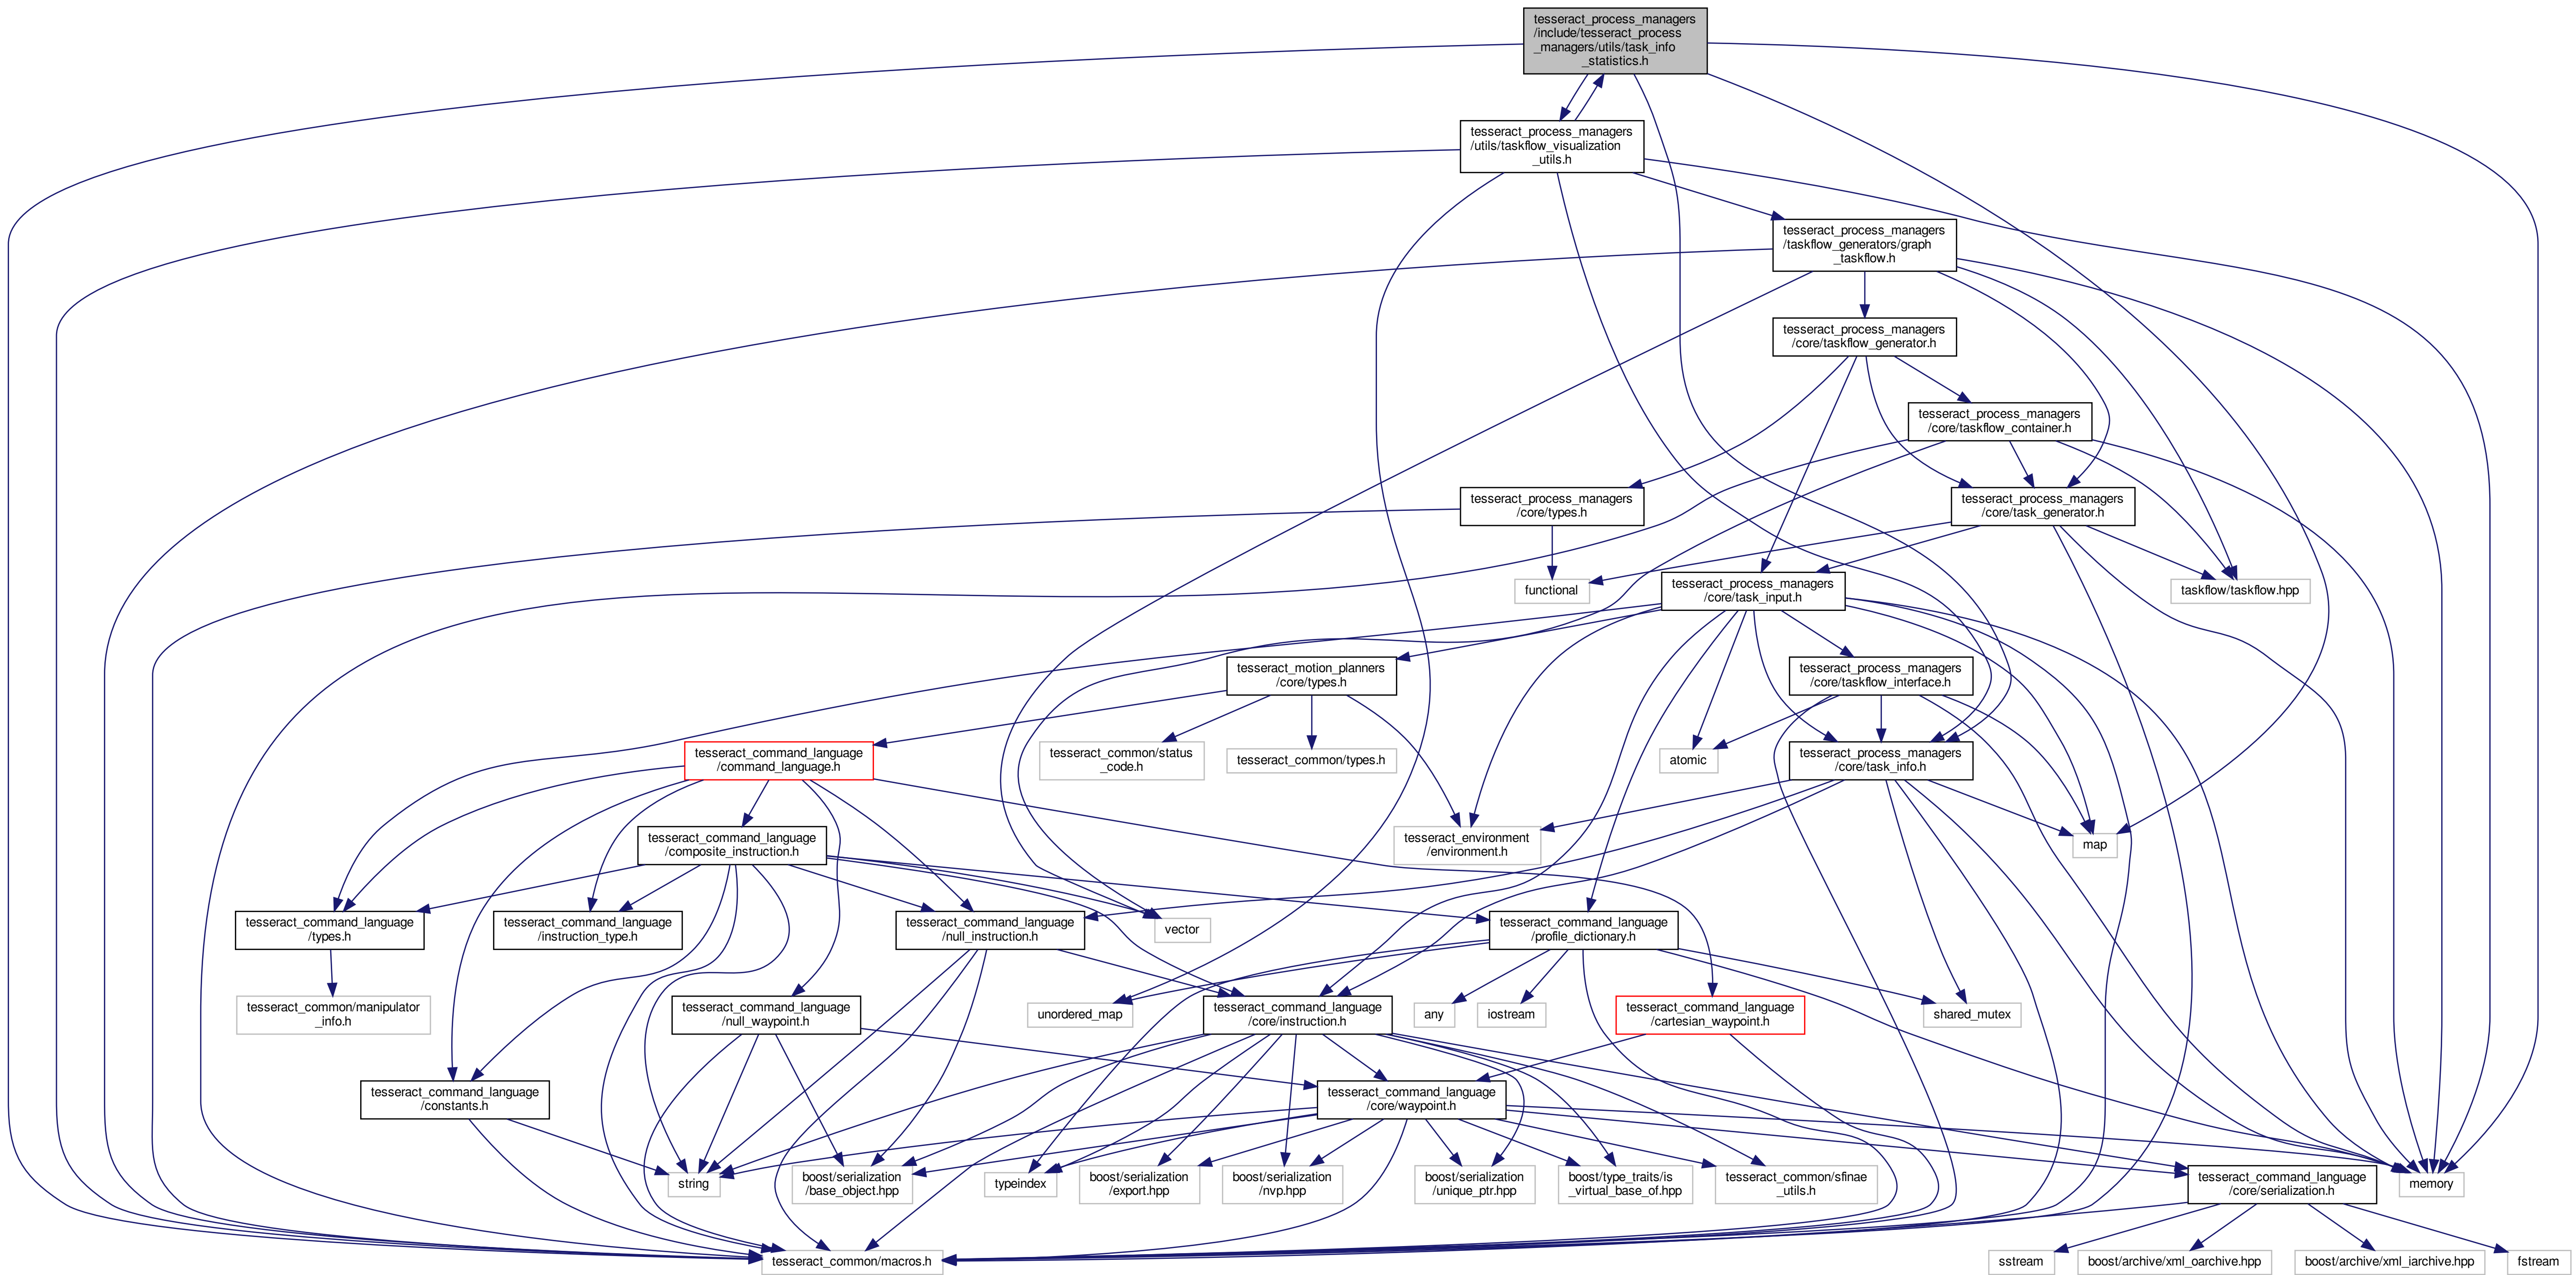 tesseract_process_managers
/include/tesseract_process
_managers/utils/task_info
_statistics.h
tesseract_process_managers
/utils/taskflow_visualization
_utils.h
tesseract_process_managers
/taskflow_generators/graph
_taskflow.h
tesseract_process_managers
/core/taskflow_generator.h
tesseract_process_managers
/core/taskflow_container.h
tesseract_process_managers
/core/types.h
tesseract_process_managers
/core/task_generator.h
functional
tesseract_process_managers
/core/task_input.h
taskflow/taskflow.hpp
tesseract_motion_planners
/core/types.h
tesseract_process_managers
/core/taskflow_interface.h
tesseract_command_language
/command_language.h
tesseract_common/status
_code.h
tesseract_common/types.h
atomic
tesseract_process_managers
/core/task_info.h
tesseract_command_language
/composite_instruction.h
tesseract_environment
/environment.h
map
tesseract_command_language
/types.h
tesseract_command_language
/instruction_type.h
tesseract_command_language
/null_instruction.h
vector
tesseract_command_language
/profile_dictionary.h
tesseract_common/manipulator
_info.h
tesseract_command_language
/null_waypoint.h
unordered_map
tesseract_command_language
/core/instruction.h
any
iostream
tesseract_command_language
/cartesian_waypoint.h
shared_mutex
tesseract_command_language
/constants.h
tesseract_command_language
/core/waypoint.h
string
boost/serialization
/base_object.hpp
typeindex
boost/serialization
/export.hpp
boost/serialization
/nvp.hpp
boost/serialization
/unique_ptr.hpp
boost/type_traits/is
_virtual_base_of.hpp
tesseract_common/sfinae
_utils.h
tesseract_command_language
/core/serialization.h
memory
tesseract_common/macros.h
sstream
boost/archive/xml_oarchive.hpp
boost/archive/xml_iarchive.hpp
fstream